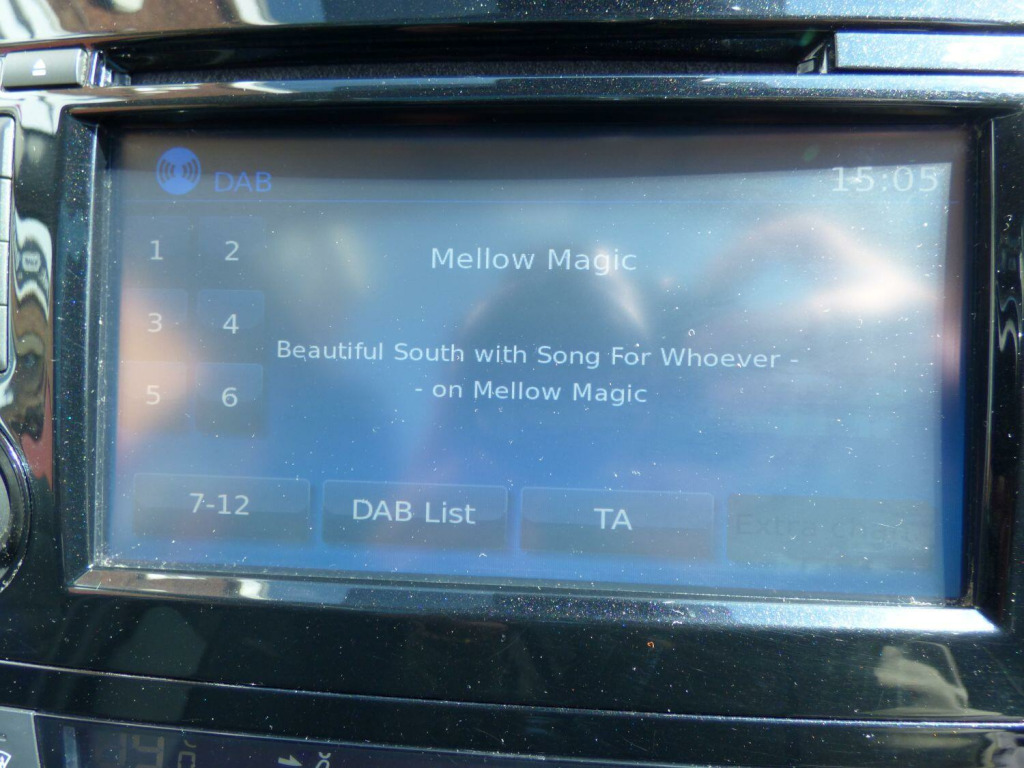 DAB
15:05
1 2
Mellow Magic
3 4
Beautiful South with Song For Whoever -
- on Mellow Magic
5 6
7-12 DAB List TA
Extra